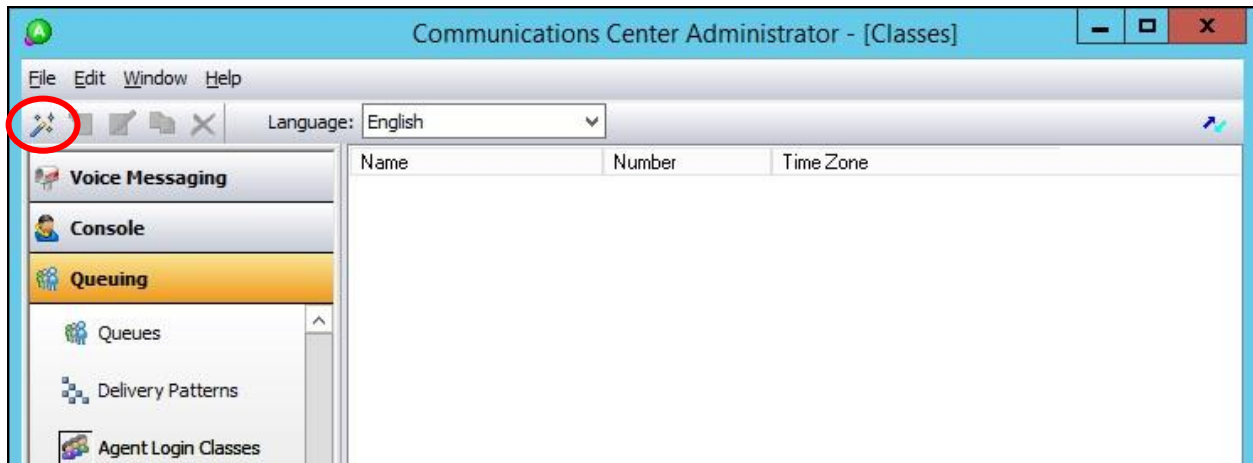 Communications Center Administrator - [Classes]
File Edit Window Help
Language: English
Name Number Time Zone
Voice Messaging
Console
Queuing
Queues
Delivery Patterns
Agent Login Classes